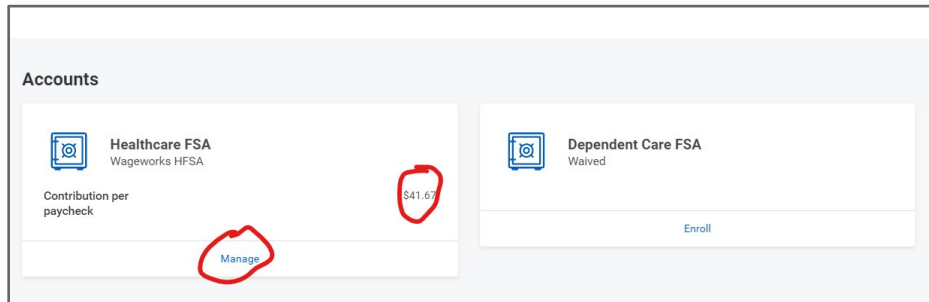 Accounts
Healthcare FSA
Wageworks HFSA
Contribution per
paycheck
$41.67
Manage
Dependent Care FSA
Waived
Enroll